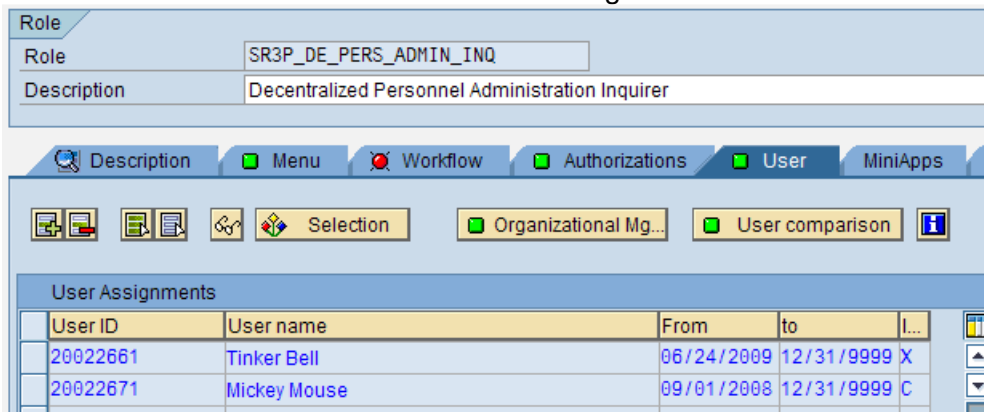 Role
Role SR3P_DE_PERS_ADMIN_INQ
Description Decentralized Personnel Administration Inquirer
Description Menu Workflow Authorizations User MiniApps
Selection Organizational Mg... User comparison
User Assignments
User ID User name From to I...
20022661 Tinker Bell 06/24/2009 12/31/9999 X
20022671 Mickey Mouse 09/01/2008 12/31/9999 C